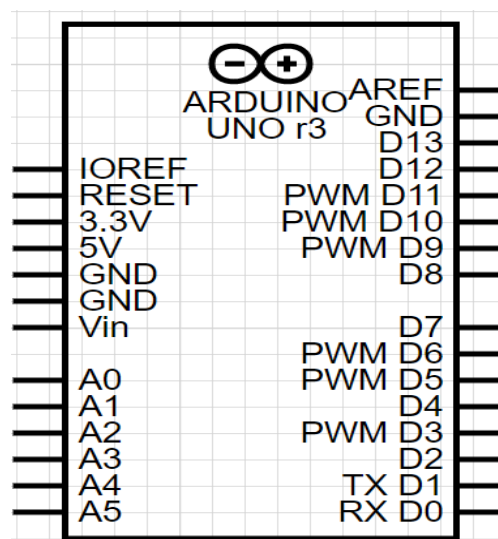 ARDUINO
UNO r3
IOREF
RESET
3.3V
5V
GND
GND
Vin
A0
A1
A2
A3
A4
A5
AREF
GND
D13
D12
PWM D11
PWM D10
PWM D9
D8
D7
PWM D6
PWM D5
D4
PWM D3
D2
TX D1
RX D0